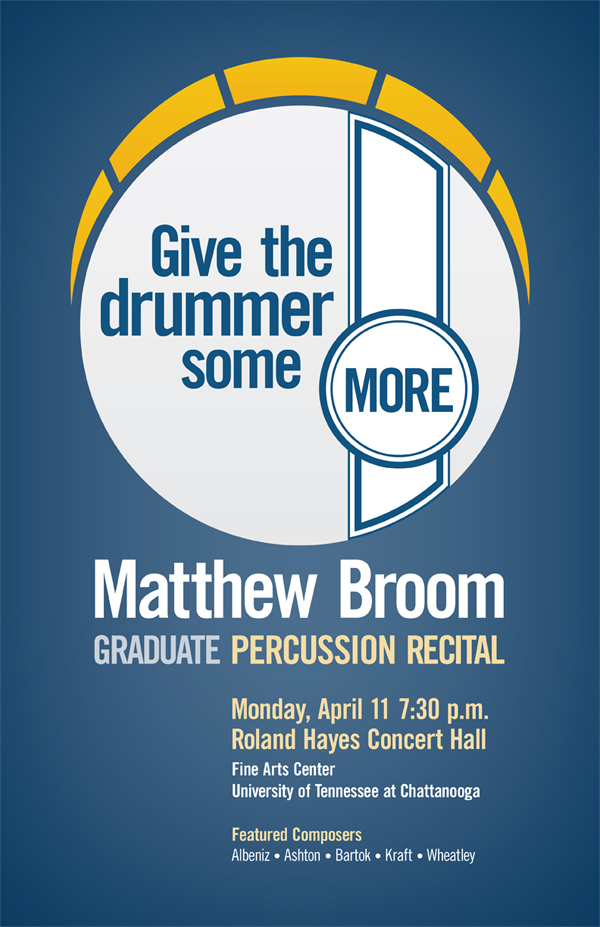 Give the
drummer
some
MORE
Matthew Broom
GRADUATE PERCUSSION RECITAL
Monday, April 11 7:30 p.m.
Roland Hayes Concert Hall
Fine Arts Center
University of Tennessee at Chattanooga
Featured Composers
Albeniz • Ashton • Bartok • Kraft • Wheatley